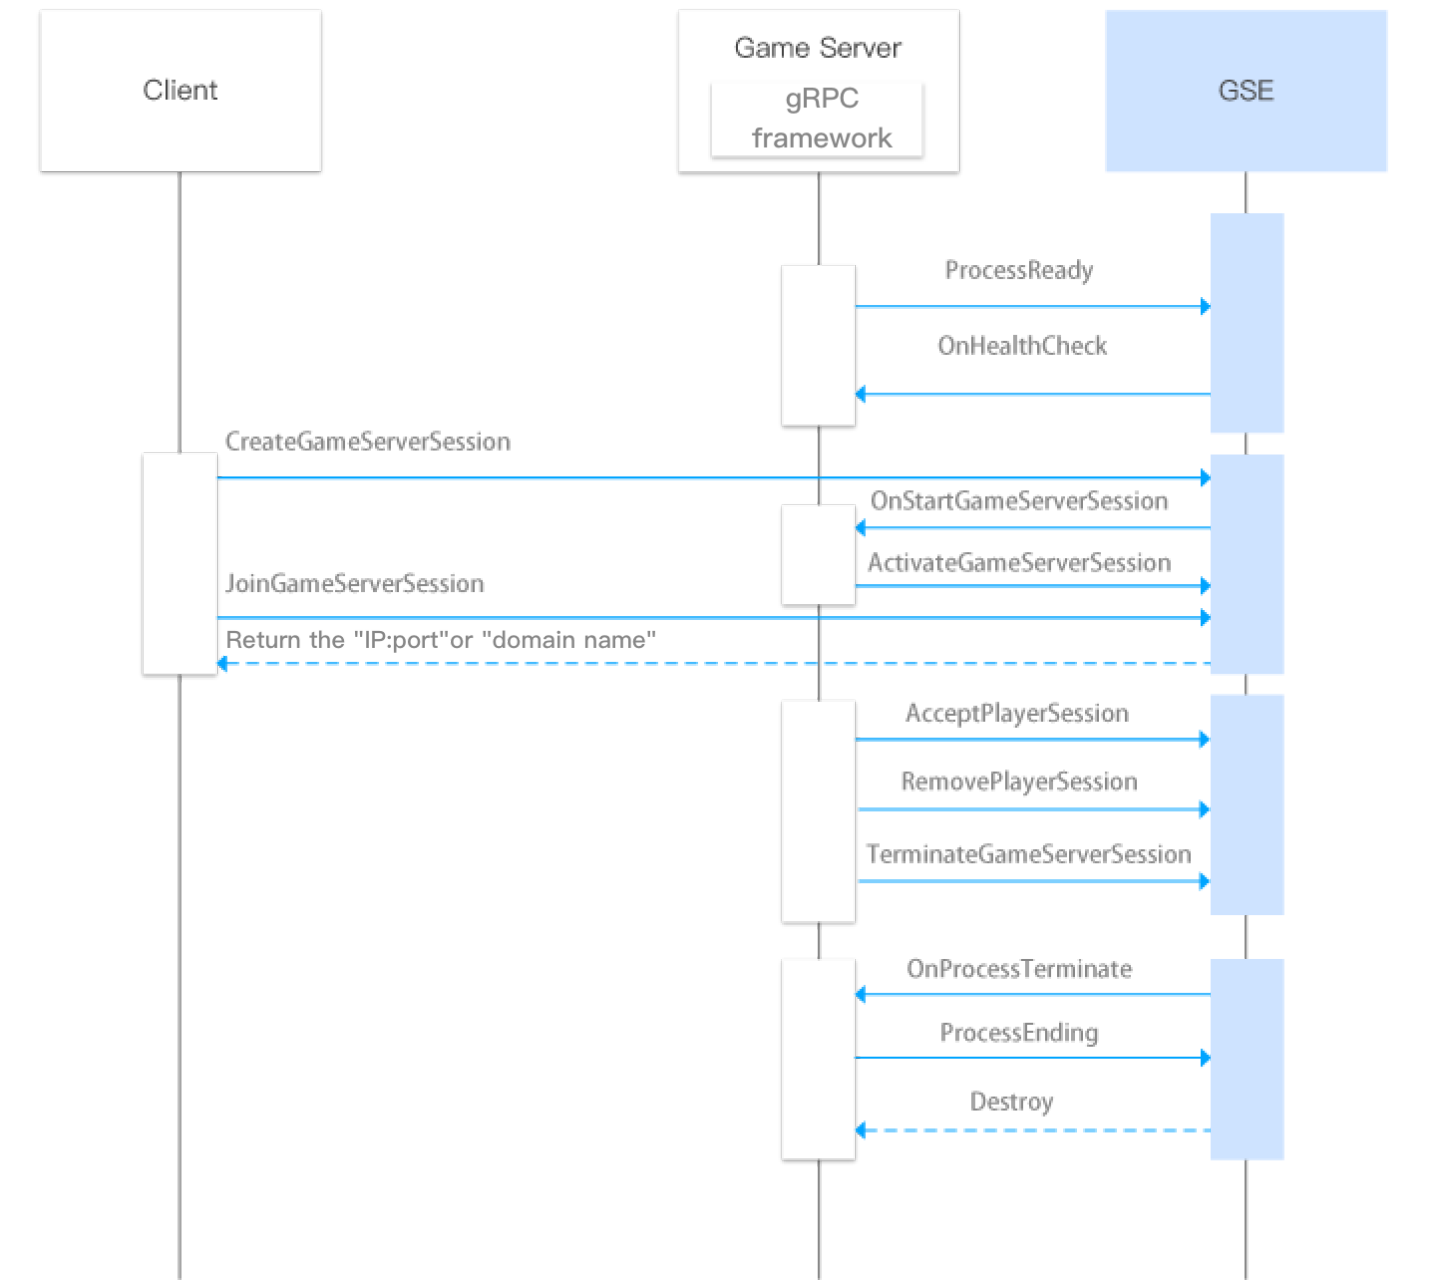 Client
Game Server
gRPC
framework
GSE
ProcessReady
OnHealthCheck
CreateGameServerSession
OnStartGameServerSession
ActivateGameServerSession
JoinGameServerSession
Return the "IP:port"or "domain name"
AcceptPlayerSession
RemovePlayerSession
TerminateGameServerSession
OnProcessTerminate
ProcessEnding
Destroy